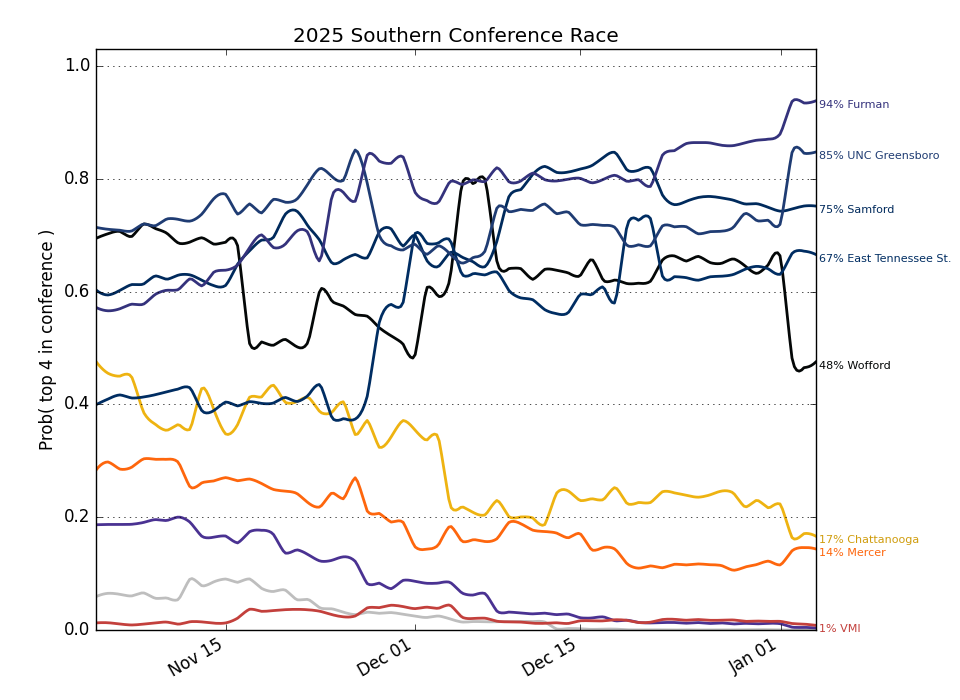 2025 Southern Conference Race
Prob( top 4 in conference )
1.0
0.8
0.6
0.4
0.2
0.0
Nov 15
Dec 01
Dec 15
Jan 01
94% Furman
85% UNC Greensboro
75% Samford
67% East Tennessee St.
48% Wofford
17% Chattanooga
14% Mercer
1% VMI